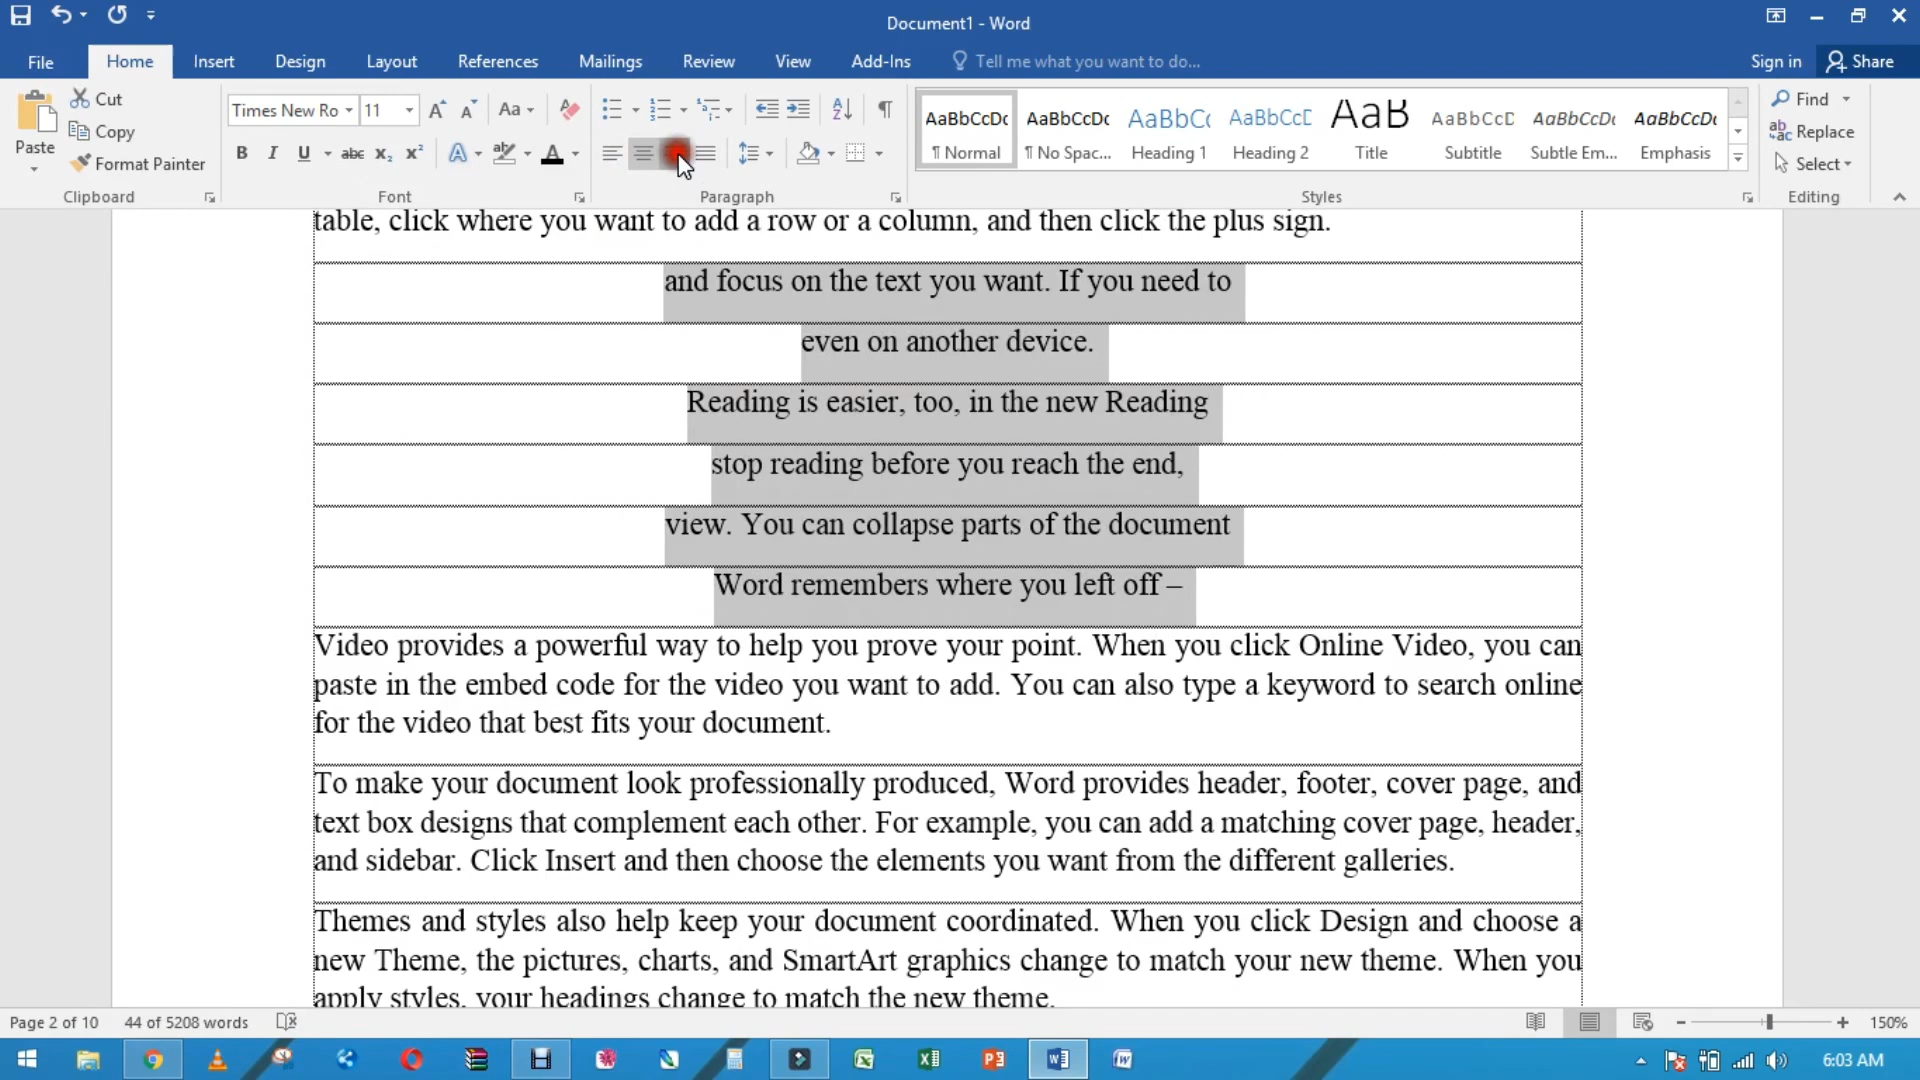 Document1 - Word
File Home Insert Design Layout References Mailings Review View Add-Ins Tell me what you want to do... Sign in Share
Paste Cut Copy Format Painter
Times New Ro 11
Aa
B I U abc x₂ x² A ab A
A Z ¶
AaBbCcDc AaBbCcDc AaBbCc AaBbCcE AaB AaBbCcD AaBbCcDc AaBbCcDc
¶ Normal ¶ No Spac... Heading 1 Heading 2 Title Subtitle Subtle Em... Emphasis
Find
Replace
Select
Clipboard Font Paragraph Styles Editing
table, click where you want to add a row or a column, and then click the plus sign.
and focus on the text you want. If you need to
even on another device.
Reading is easier, too, in the new Reading
stop reading before you reach the end,
view. You can collapse parts of the document
Word remembers where you left off –
Video provides a powerful way to help you prove your point. When you click Online Video, you can
paste in the embed code for the video you want to add. You can also type a keyword to search online
for the video that best fits your document.
To make your document look professionally produced, Word provides header, footer, cover page, and
text box designs that complement each other. For example, you can add a matching cover page, header,
and sidebar. Click Insert and then choose the elements you want from the different galleries.
Themes and styles also help keep your document coordinated. When you click Design and choose a
new Theme, the pictures, charts, and SmartArt graphics change to match your new theme. When you
apply styles, your headings change to match the new theme.
Page 2 of 10 44 of 5208 words 150%
6:03 AM